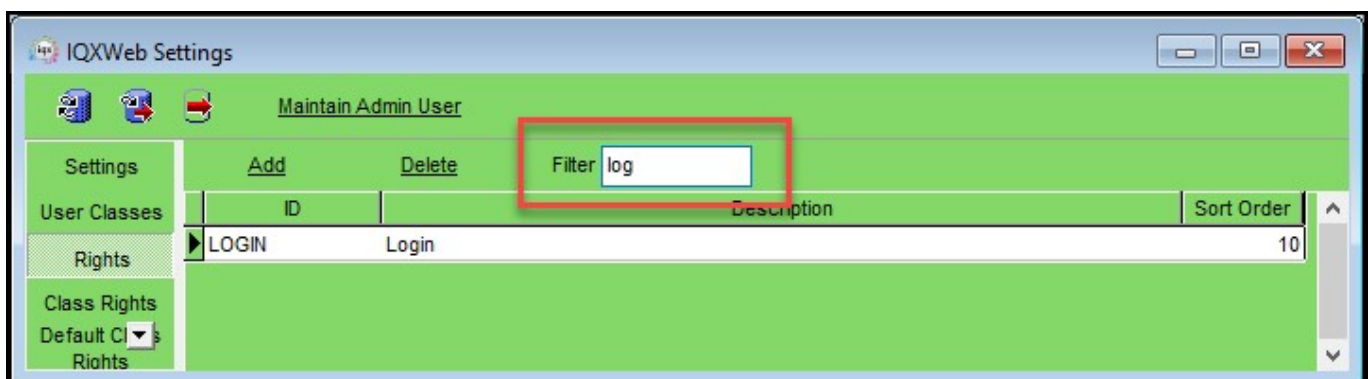 IQXWeb Settings
Maintain Admin User
Settings
Add Delete Filter log
User Classes
ID Description Sort Order
Rights
LOGIN Login 10
Class Rights
Default Cl s
Rights